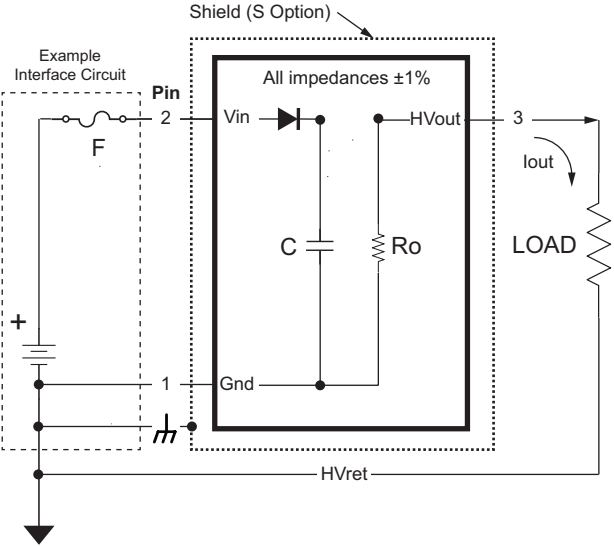 Shield (S Option)
Example
Interface Circuit
All impedances ±1%
Pin
2
Vin
HVout
3
F
Iout
C
Ro
LOAD
+
1
Gnd
HVret